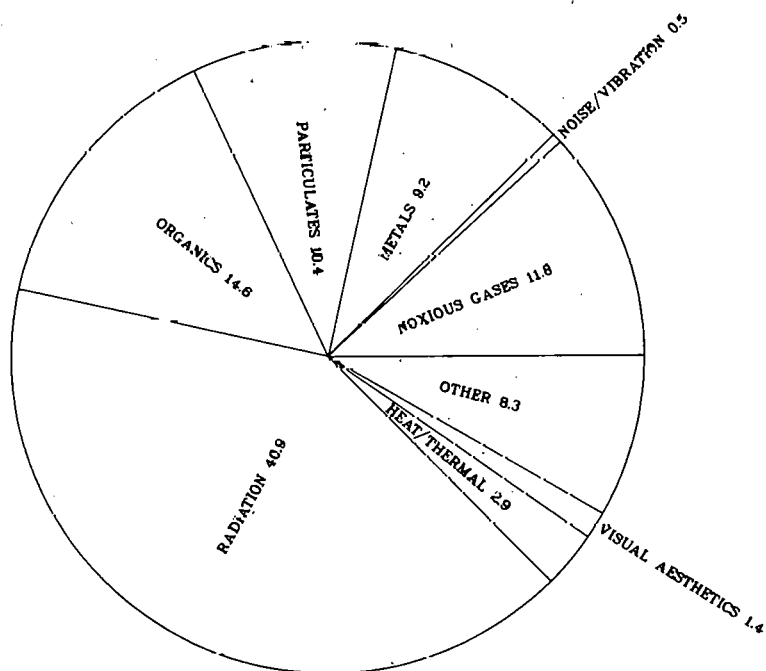 NOISE/VIBRATION 0.5
PARTICULATES 10.4
METALS 9.2
ORGANICS 14.6
NOXIOUS GASES 11.8
OTHER 8.3
HEAT/THERMAL 2.9
RADIATION 40.9
VISUAL AESTHETICS 1.4